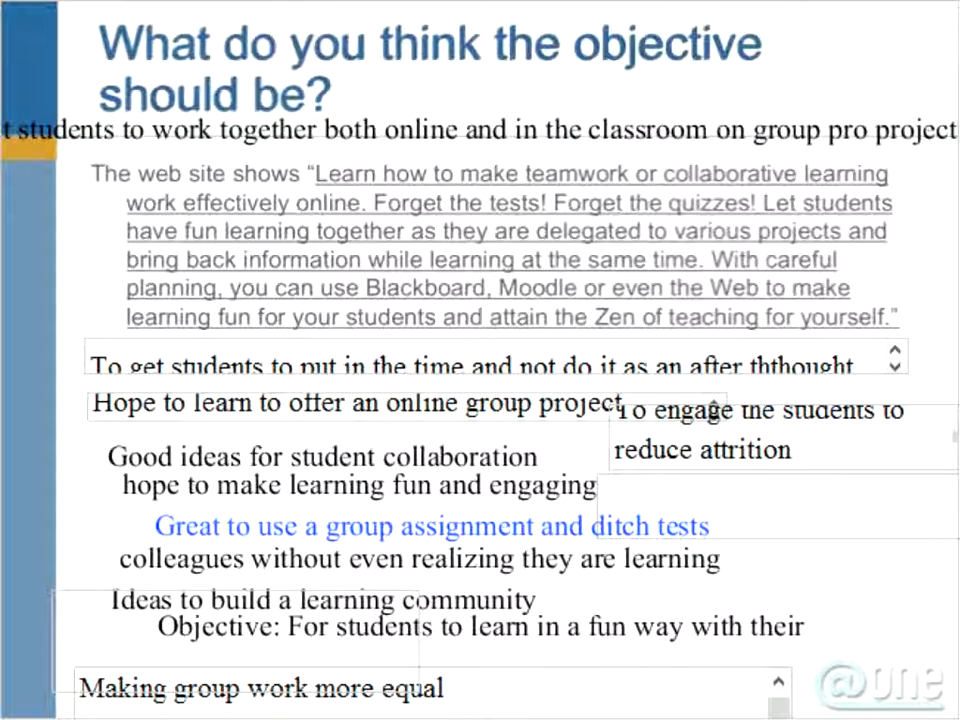 What do you think the objective
should be?
t students to work together both online and in the classroom on group pro project
The web site shows “Learn how to make teamwork or collaborative learning
work effectively online. Forget the tests! Forget the quizzes! Let students
have fun learning together as they are delegated to various projects and
bring back information while learning at the same time. With careful
planning, you can use Blackboard, Moodle or even the Web to make
learning fun for your students and attain the Zen of teaching for yourself.”
To get students to put in the time and not do it as an after ththought
Hope to learn to offer an online group project
To engage the students to
reduce attrition
Good ideas for student collaboration
hope to make learning fun and engaging
Great to use a group assignment and ditch tests
colleagues without even realizing they are learning
Ideas to build a learning community
Objective: For students to learn in a fun way with their
Making group work more equal
@one